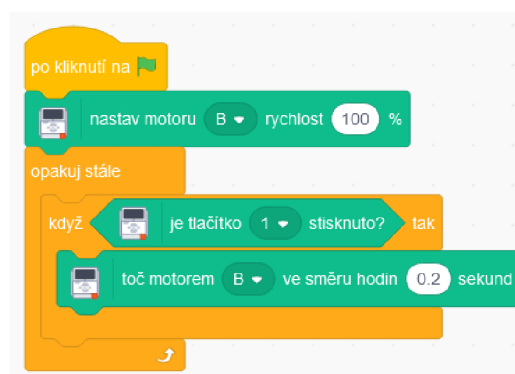 po kliknutí na
nastav motoru B rychlost 100 %
opakuj stále
když je tlačítko 1 stisknuto? tak
toč motorem B ve směru hodin 0.2 sekund